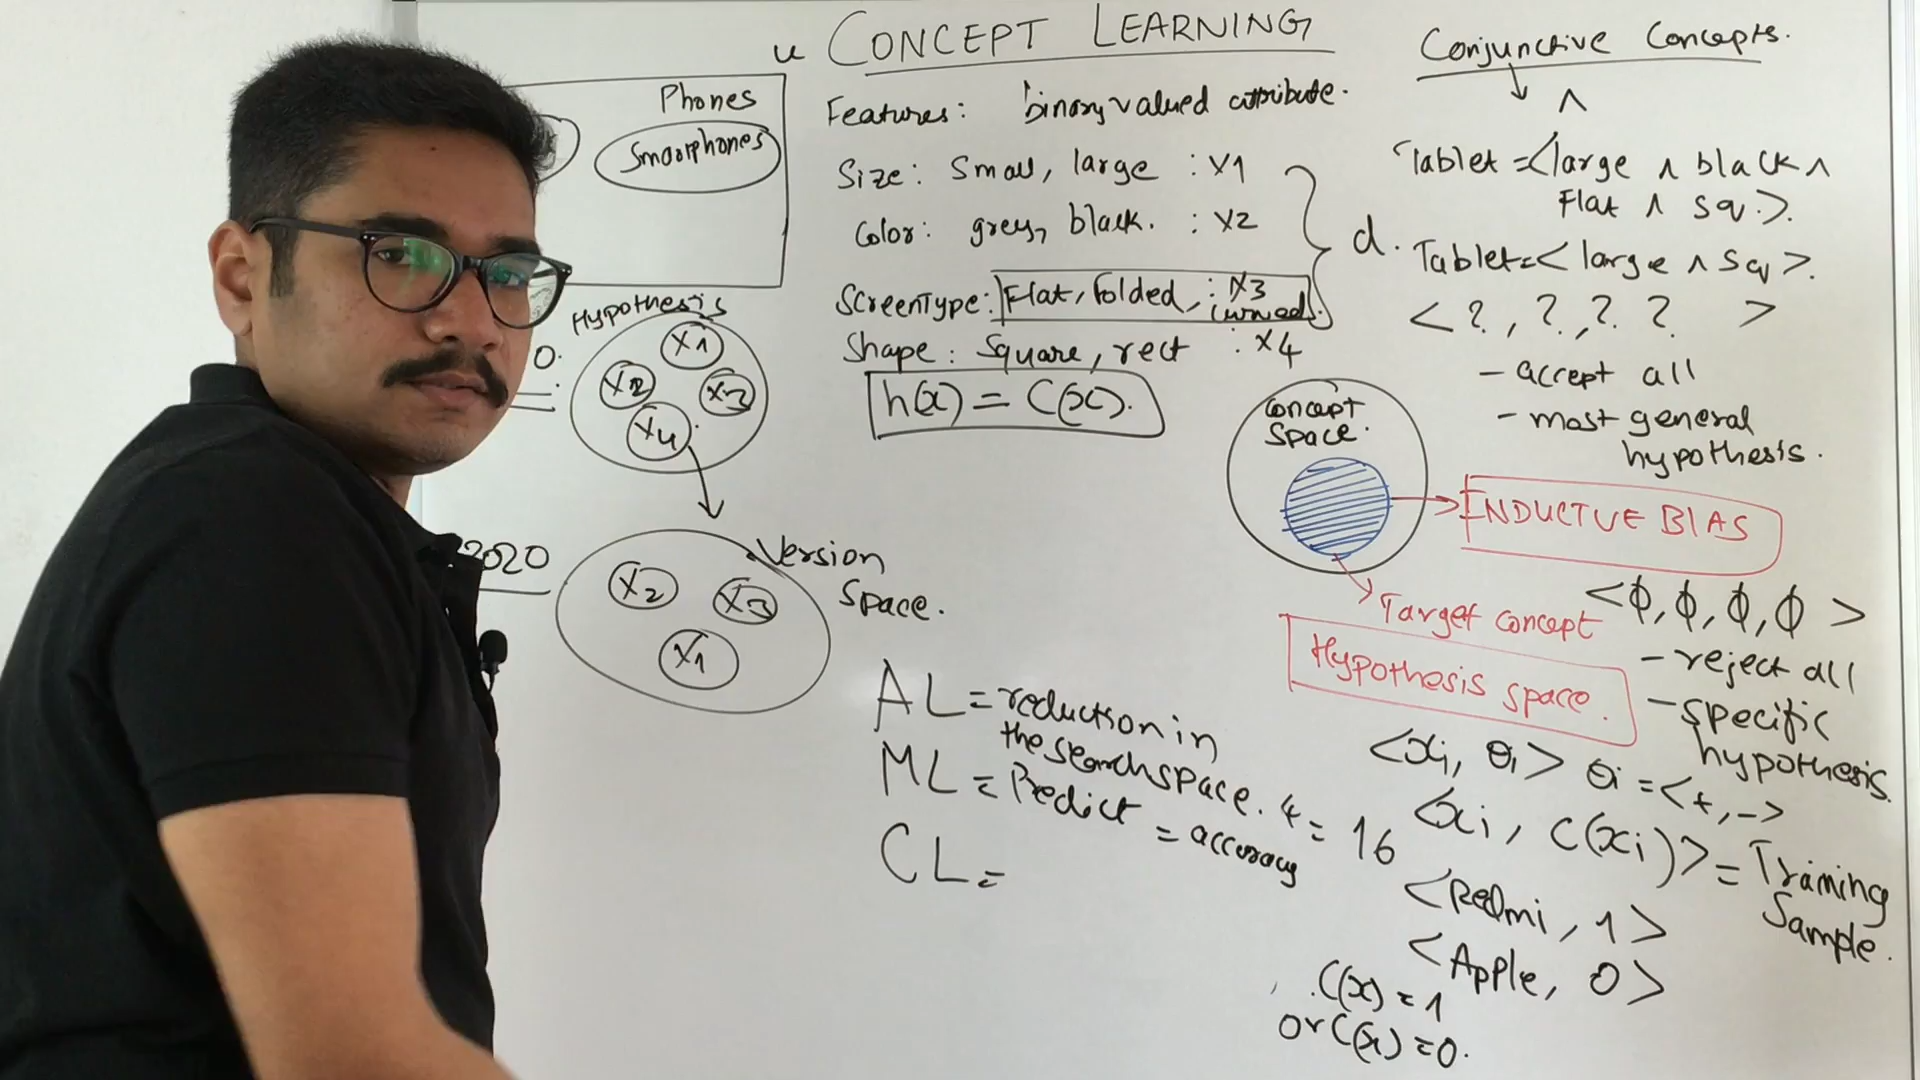 u CONCEPT LEARNING
Features: binary valued attribute.
Size: Small, large : X1
Color: grey, black. : X2
ScreenType: Flat, Folded, : X3
curved.
Shape: Square, rect : X4
d.
h(x) = C(x).
Phones
Smartphones
Hypothesis
X1
X2 X3
X4
0.
2020
Version
Space.
X2 X3
X1
Conjunctive Concepts.
∧
Tablet = <large ∧ black ∧
Flat ∧ sq.>.
Tablet = < large ∧ Sq >.
< ?, ?, ? ? >
- accept all
- most general
hypothesis.
Concept
Space.
INDUCTIVE BIAS
Target concept
Hypothesis space.
<ϕ, ϕ, ϕ, ϕ >
- reject all
- specific
hypothesis.
AL = reduction in
the search space. 4 = 16
ML = Predict = accuracy
CL =
<xi, θi> θi = <+, ->
<xi, C(xi)> = Training
Sample.
<Redmi, 1>
<Apple, 0>
C(x) = 1
or C(x) = 0.